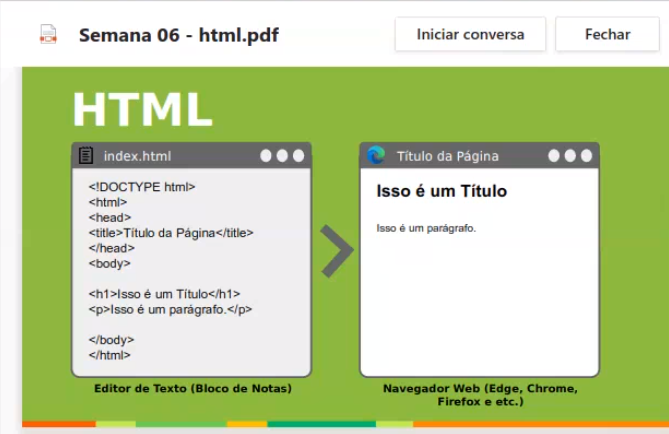 Semana 06 - html.pdf
Iniciar conversa
Fechar
HTML
index.html
<!DOCTYPE html>
<html>
<head>
<title>Título da Página</title>
</head>
<body>
<h1>Isso é um Título</h1>
<p>Isso é um parágrafo.</p>
</body>
</html>
Editor de Texto (Bloco de Notas)
Título da Página
Isso é um Título
Isso é um parágrafo.
Navegador Web (Edge, Chrome,
Firefox e etc.)